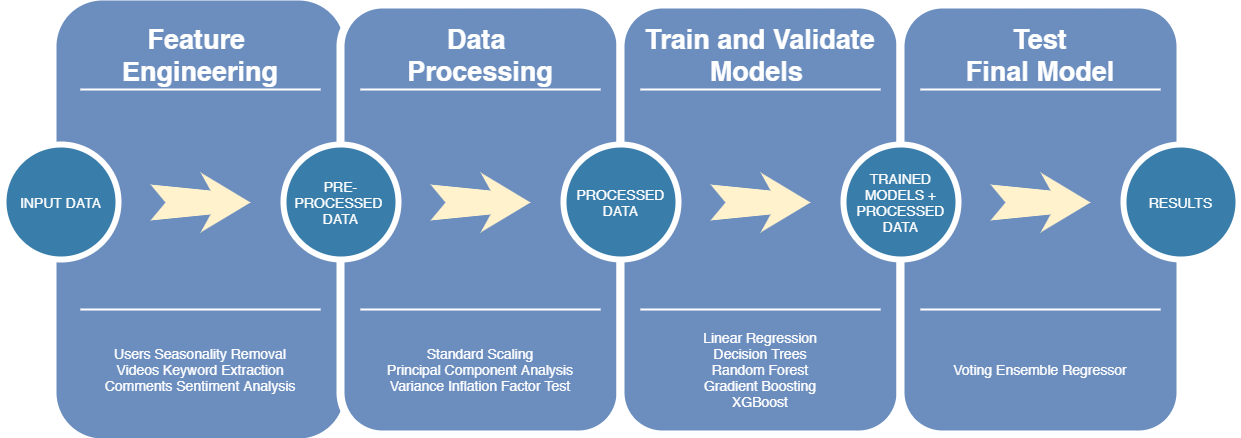 Feature
Engineering
Data
Processing
Train and Validate
Models
Test
Final Model
INPUT DATA
PRE-
PROCESSED
DATA
PROCESSED
DATA
TRAINED
MODELS +
PROCESSED
DATA
RESULTS
Users Seasonality Removal
Videos Keyword Extraction
Comments Sentiment Analysis
Standard Scaling
Principal Component Analysis
Variance Inflation Factor Test
Linear Regression
Decision Trees
Random Forest
Gradient Boosting
XGBoost
Voting Ensemble Regressor